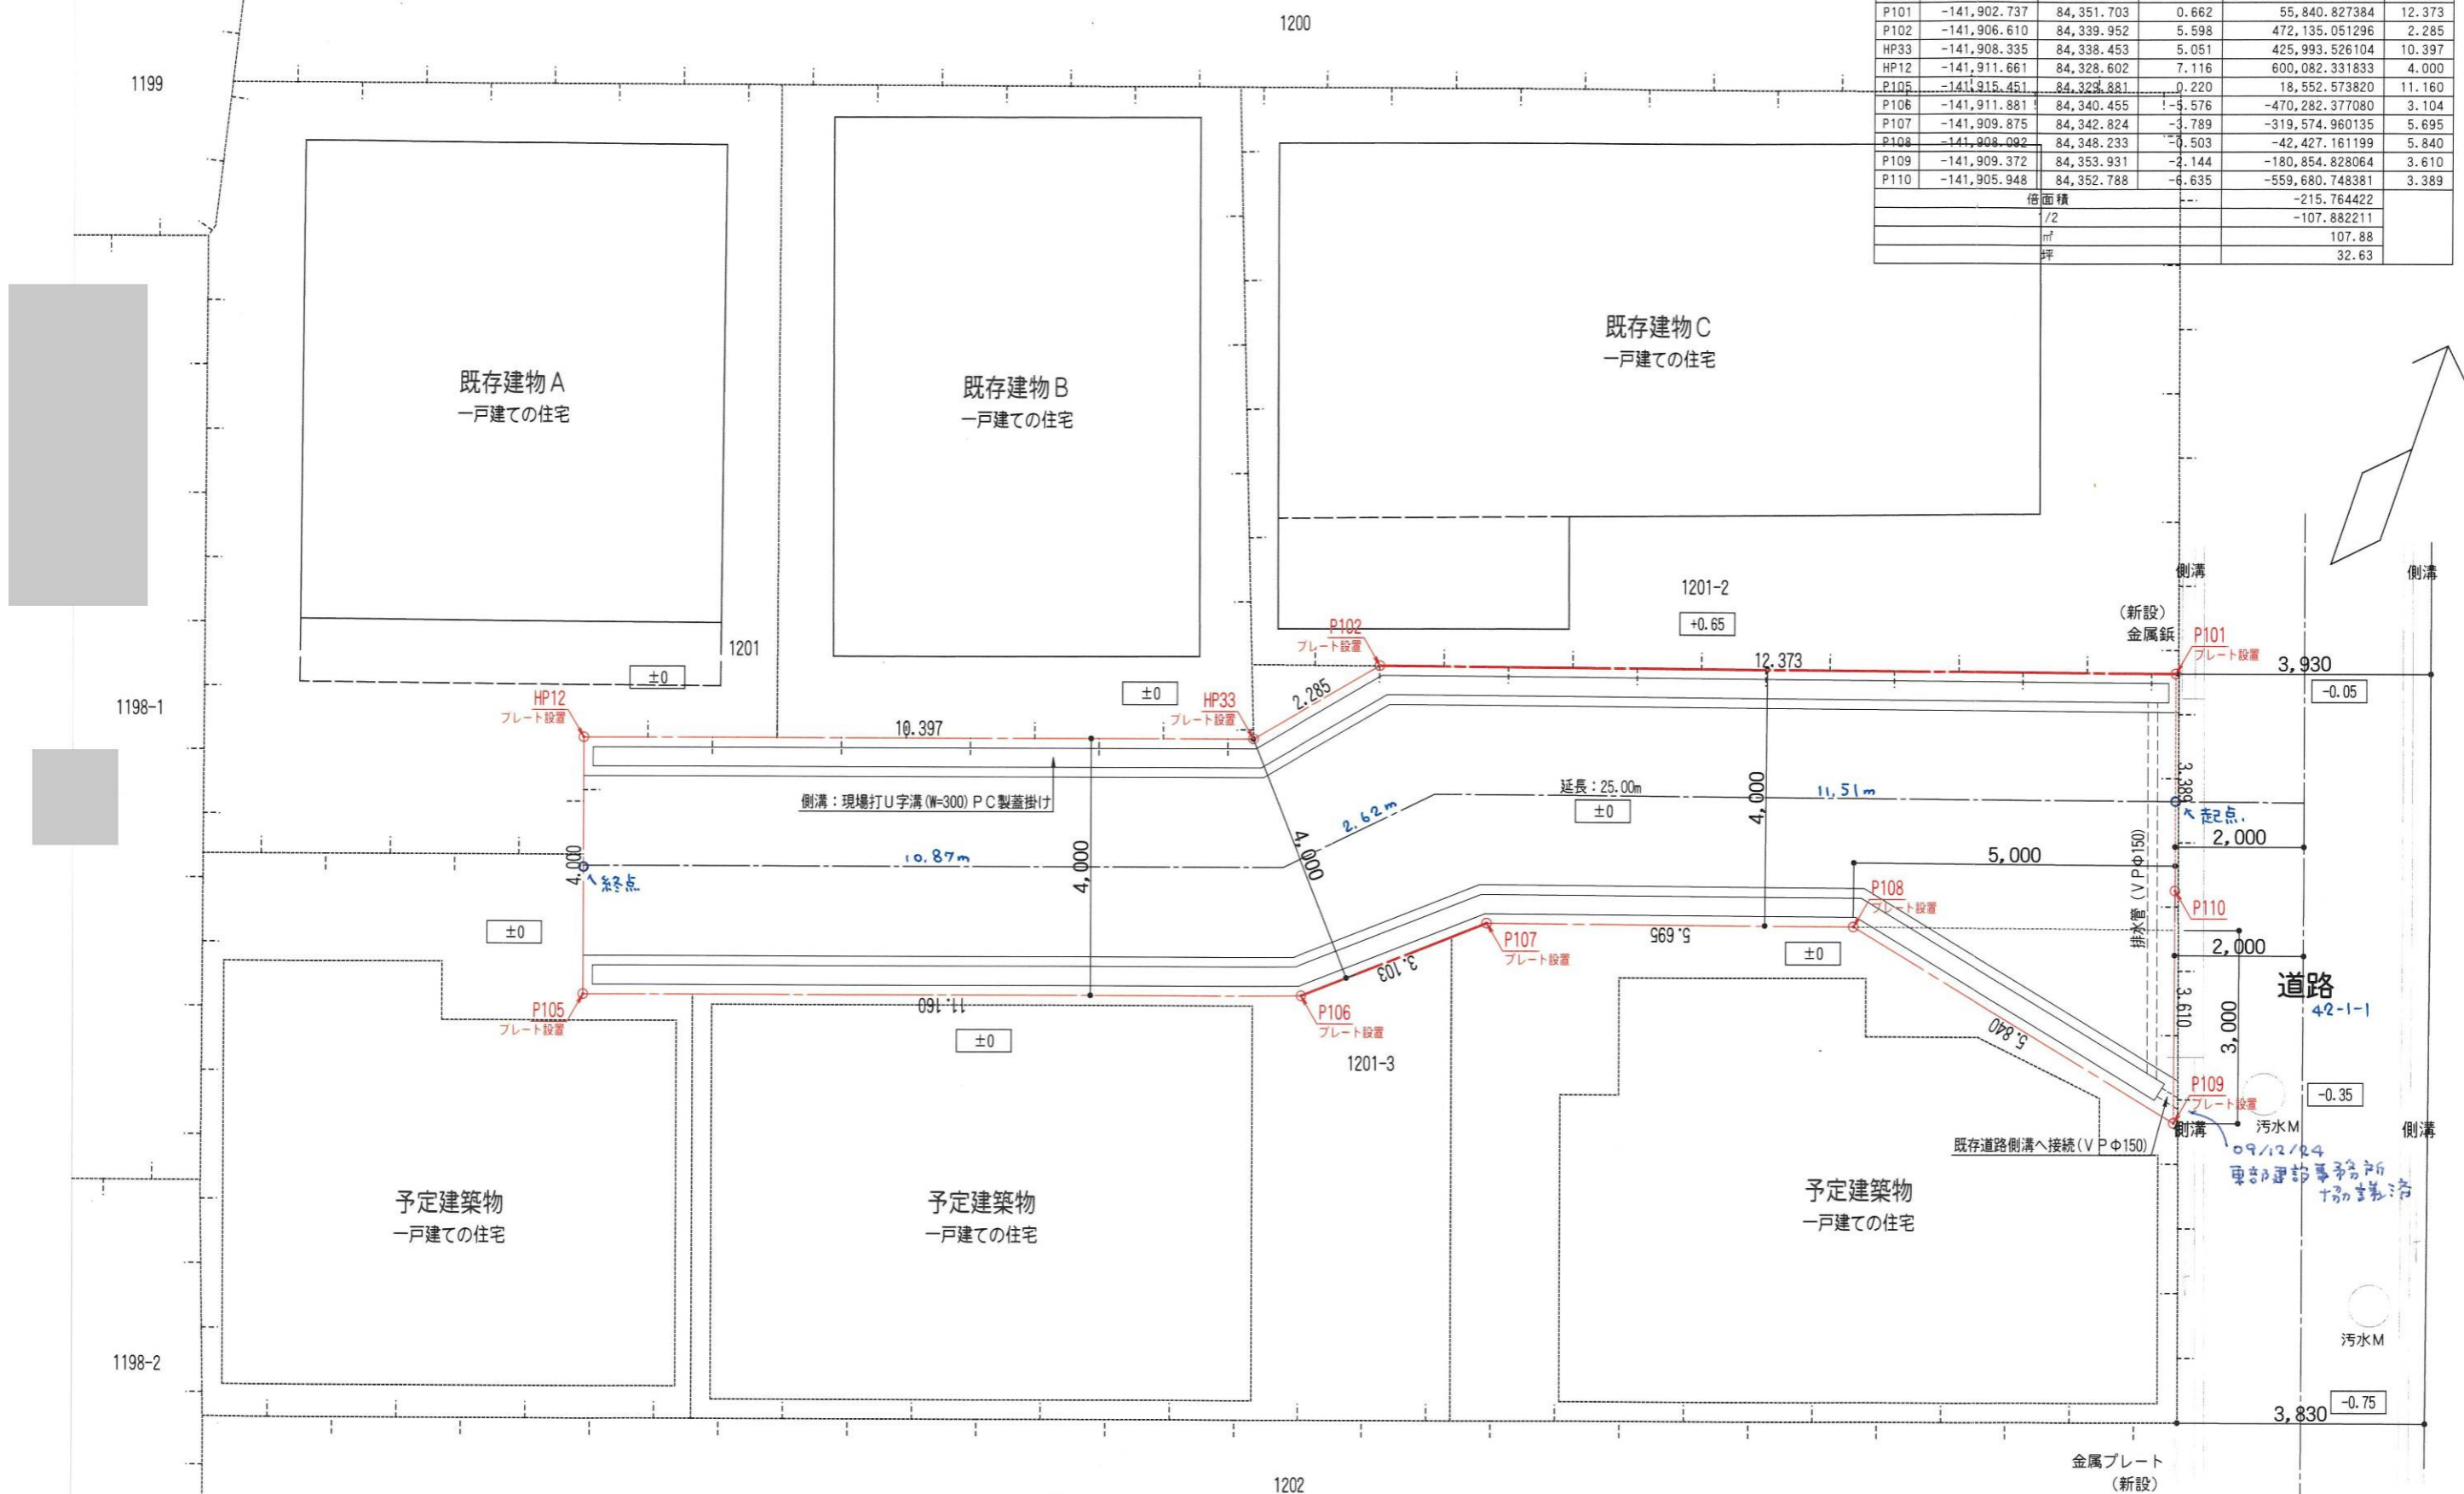 P101 -141,902.737 84,351.703 0.662 55,840.827384 12.373
P102 -141,906.610 84,339.952 5.598 472,135.051296 2.285
HP33 -141,908.335 84,338.453 5.051 425,993.526104 10.397
HP12 -141,911.661 84,328.602 7.116 600,082.331833 4.000
P105 -141,915.451 84,329.881 0.220 18,552.573820 11.160
P106 -141,911.881 84,340.455 -5.576 -470,282.377080 3.104
P107 -141,909.875 84,342.824 -3.789 -319,574.960135 5.695
P108 -141,908.092 84,348.233 -0.503 -42,427.161199 5.840
P109 -141,909.372 84,353.931 -2.144 -180,854.828064 3.610
P110 -141,905.948 84,352.788 -6.635 -559,680.748381 3.389
倍面積 -215.764422
1/2 -107.882211
㎡ 107.88
坪 32.63
1200
1199
既存建物A
一戸建ての住宅
既存建物B
一戸建ての住宅
既存建物C
一戸建ての住宅
側溝
側溝
1201-2
+0.65
(新設)
金属鋲
P101
プレート設置
P102
プレート設置
12.373
3,930
-0.05
1201
±0
±0
2.285
1198-1
HP12
プレート設置
HP33
プレート設置
10.397
側溝:現場打U字溝(W=300)PC製蓋掛け
延長:25.00m
±0
4,000
11.51m
3.389
起点.
2,000
2.62m
4,000
4,000
10.87m
4.000
終点
5,000
排水管(VPΦ150)
P108
プレート設置
P110
±0
P107
プレート設置
5.695
±0
2,000
3.103
道路
42-1-1
P105
プレート設置
11.160
P106
プレート設置
±0
3.610
3,000
5.840
1201-3
P109
プレート設置
-0.35
側溝
汚水M
側溝
既存道路側溝へ接続(VPΦ150)
09/12/24
東部建設事務所
協議済
予定建築物
一戸建ての住宅
予定建築物
一戸建ての住宅
予定建築物
一戸建ての住宅
汚水M
1198-2
-0.75
3,830
金属プレート
(新設)
1202